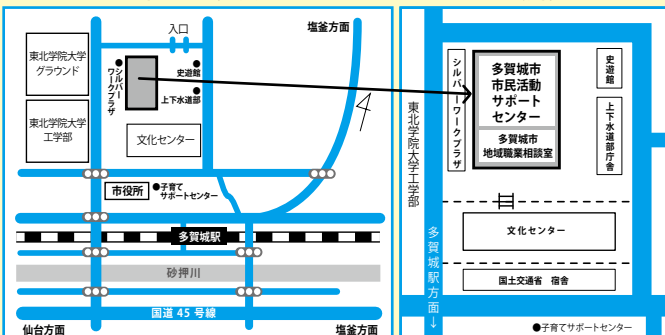 入口
塩釜方面
東北学院大学
グラウンド
●シルバー
ワークプラザ
●史遊館
●上下水道部
東北学院大学
工学部
文化センター
市役所
●子育て
サポートセンター
多賀城駅
砂押川
国道45号線
仙台方面
塩釜方面
シルバーワークプラザ
多賀城市
市民活動
サポート
センター
多賀城市
地域職業相談室
史遊館
上下水道部庁舎
東北学院大学工学部
文化センター
多賀城駅方面→
国土交通省 宿舎
●子育てサポートセンター